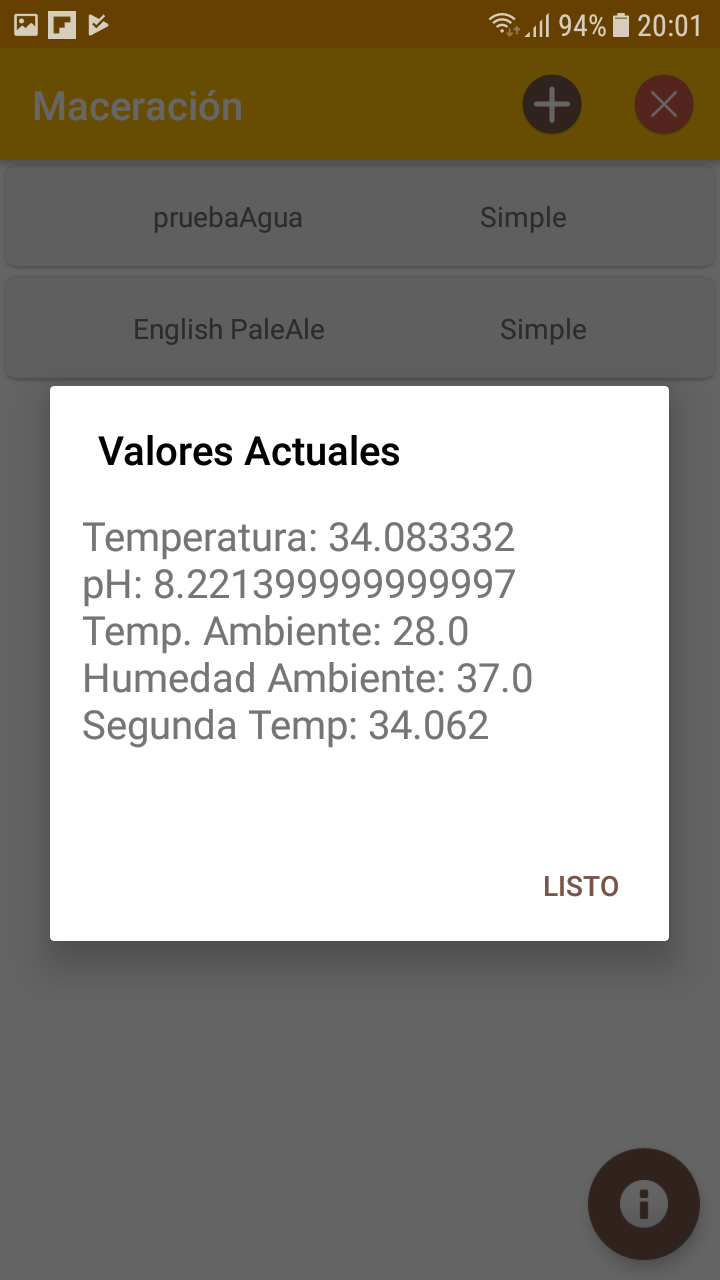 94% 20:01
Maceración
pruebaAgua Simple
English PaleAle Simple
Valores Actuales
Temperatura: 34.083332
pH: 8.221399999999997
Temp. Ambiente: 28.0
Humedad Ambiente: 37.0
Segunda Temp: 34.062
LISTO